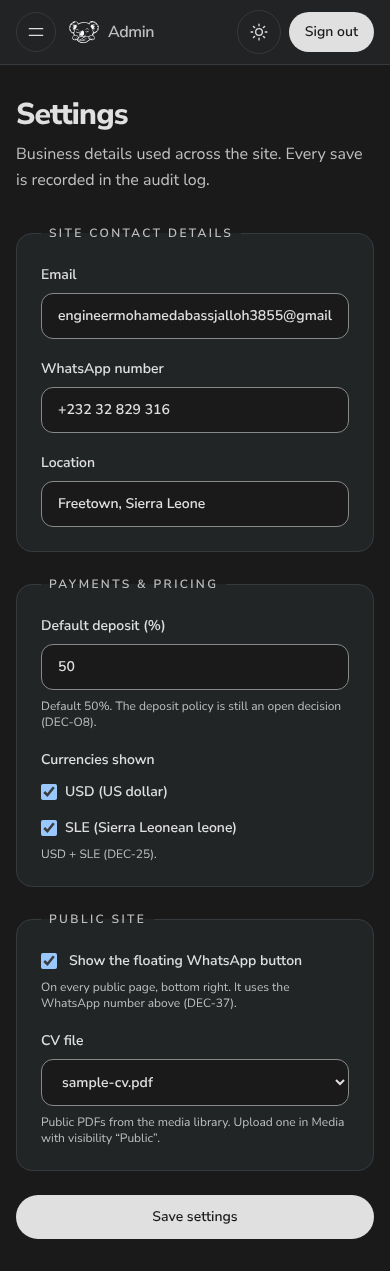 Admin
Sign out
Settings
Business details used across the site. Every save
is recorded in the audit log.
SITE CONTACT DETAILS
Email
engineermohamedabassjalloh3855@gmail
WhatsApp number
+232 32 829 316
Location
Freetown, Sierra Leone
PAYMENTS & PRICING
Default deposit (%)
50
Default 50%. The deposit policy is still an open decision
(DEC-O8).
Currencies shown
USD (US dollar)
SLE (Sierra Leonean leone)
USD + SLE (DEC-25).
PUBLIC SITE
Show the floating WhatsApp button
On every public page, bottom right. It uses the
WhatsApp number above (DEC-37).
CV file
sample-cv.pdf
Public PDFs from the media library. Upload one in Media
with visibility “Public”.
Save settings